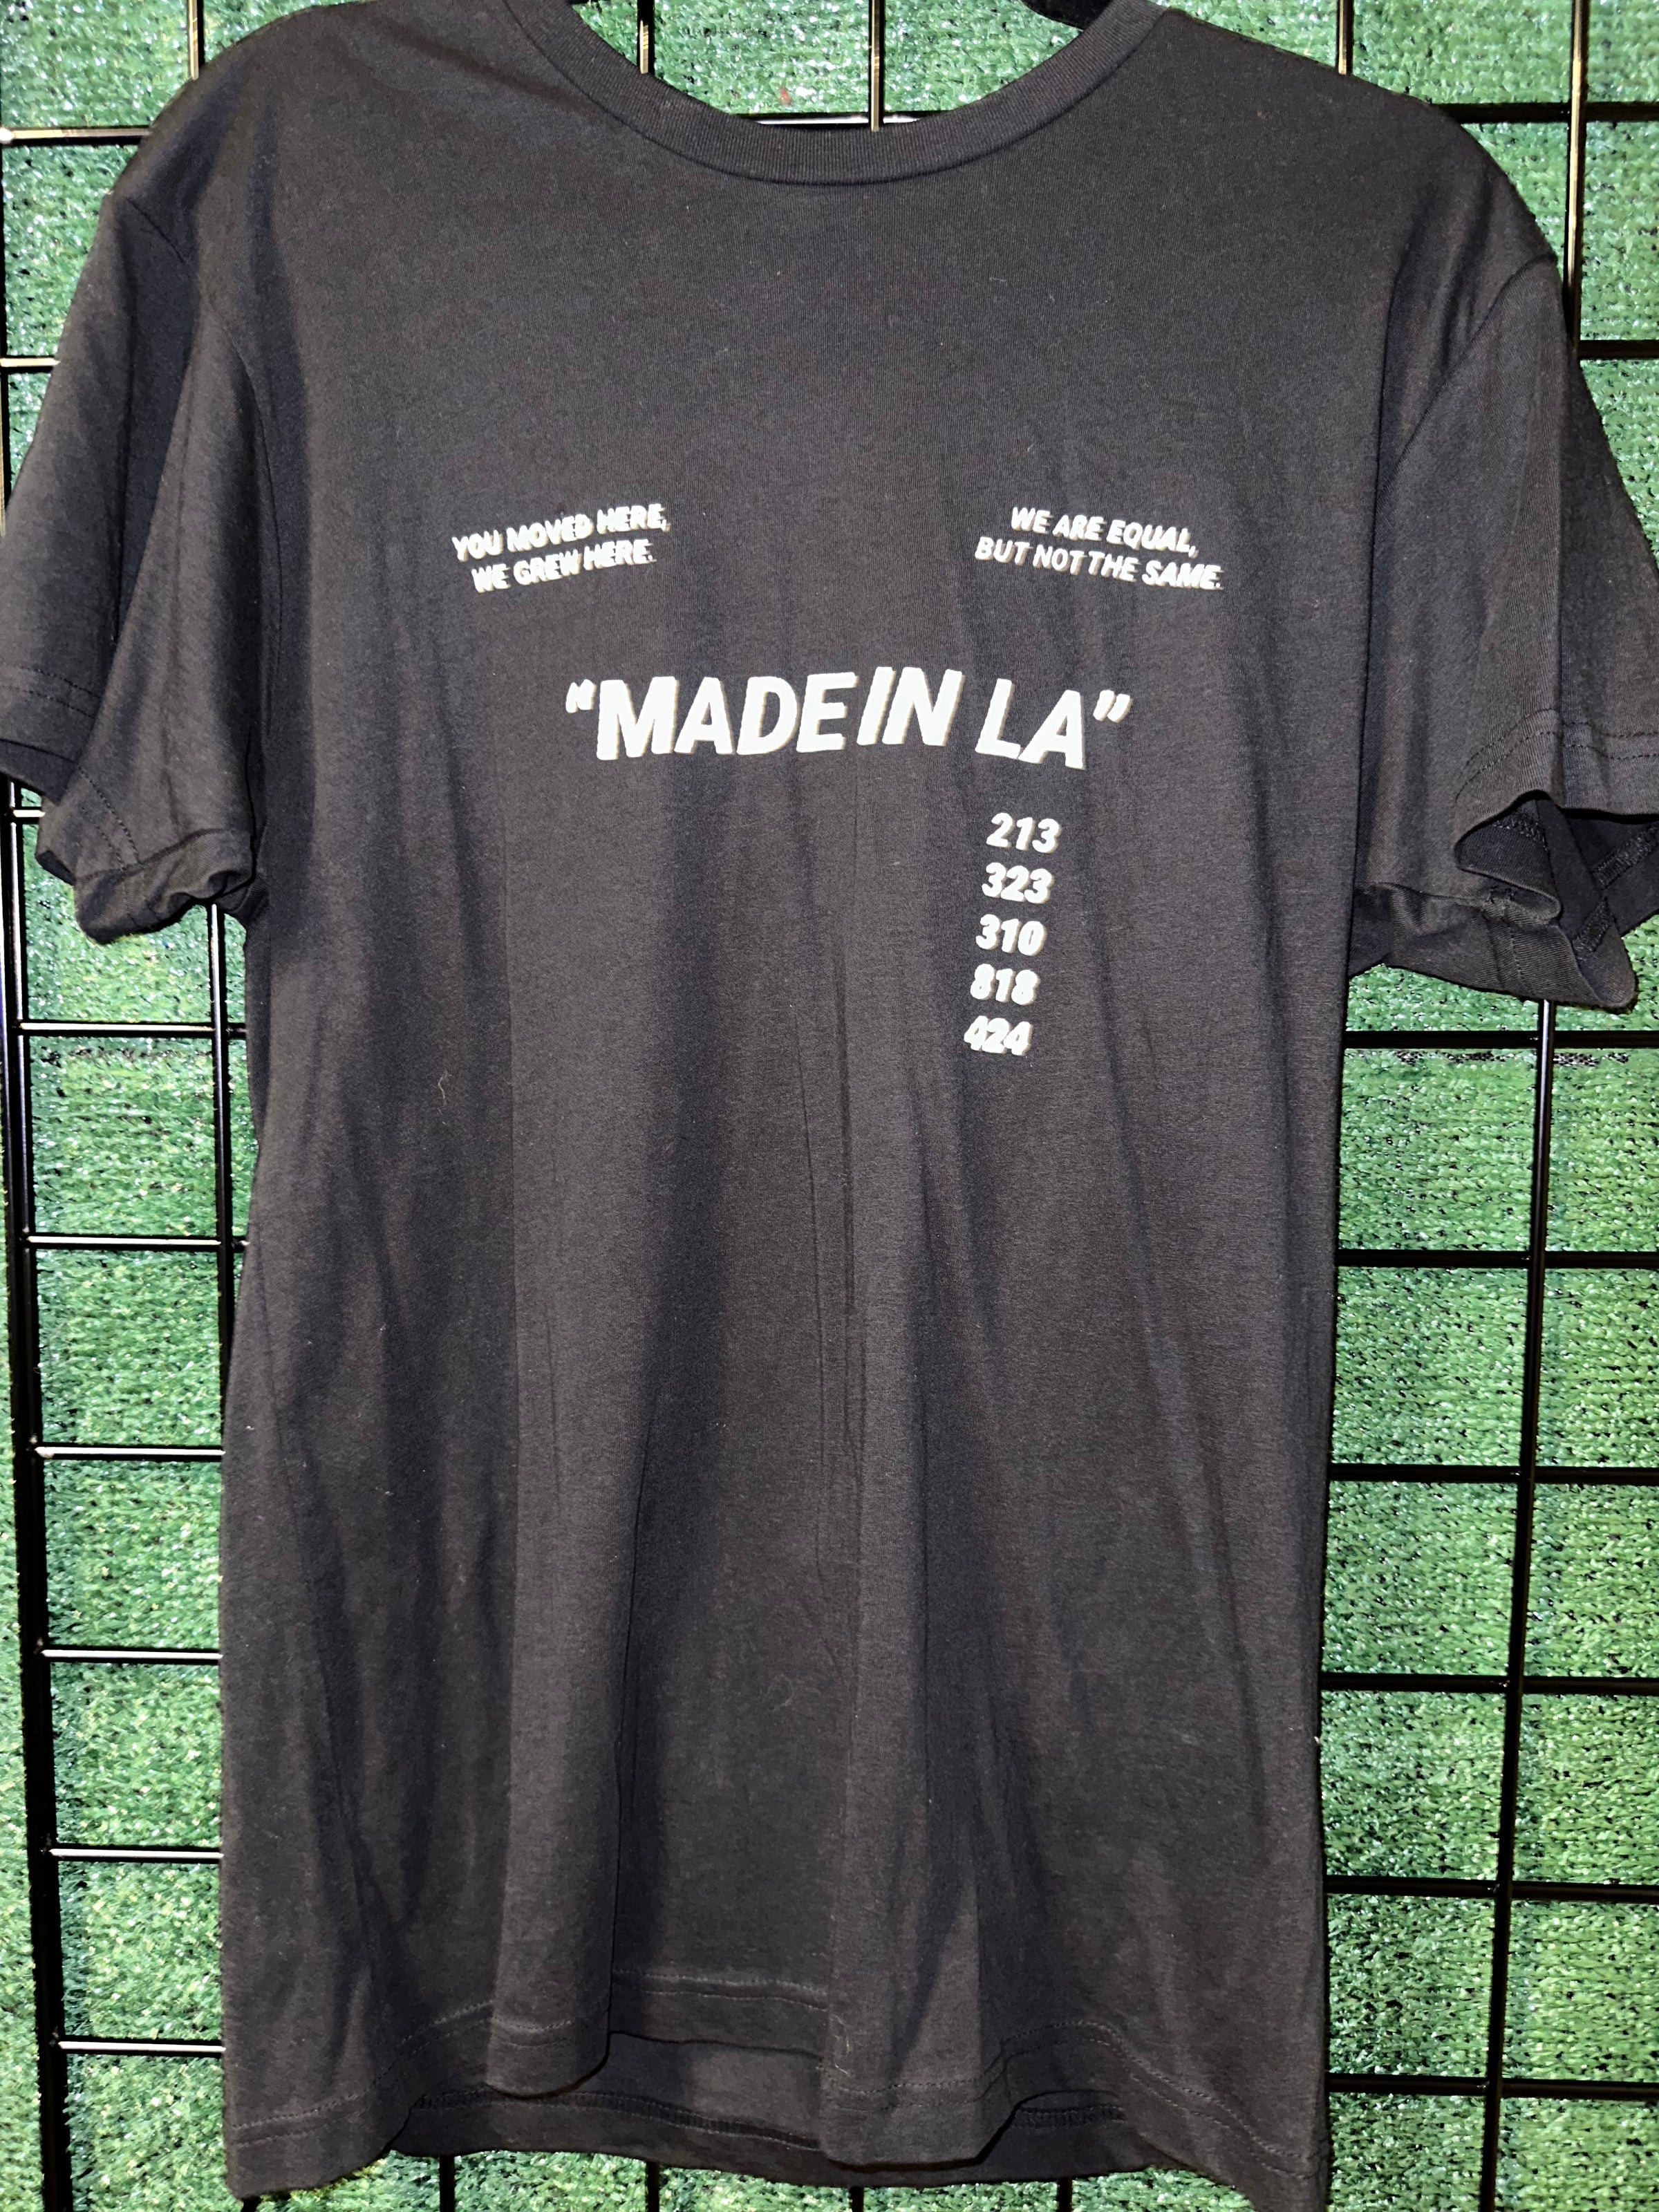 YOU MOVED HERE,
WE GREW HERE.
WE ARE EQUAL,
BUT NOT THE SAME.
“MADE IN LA”
213
323
310
818
424